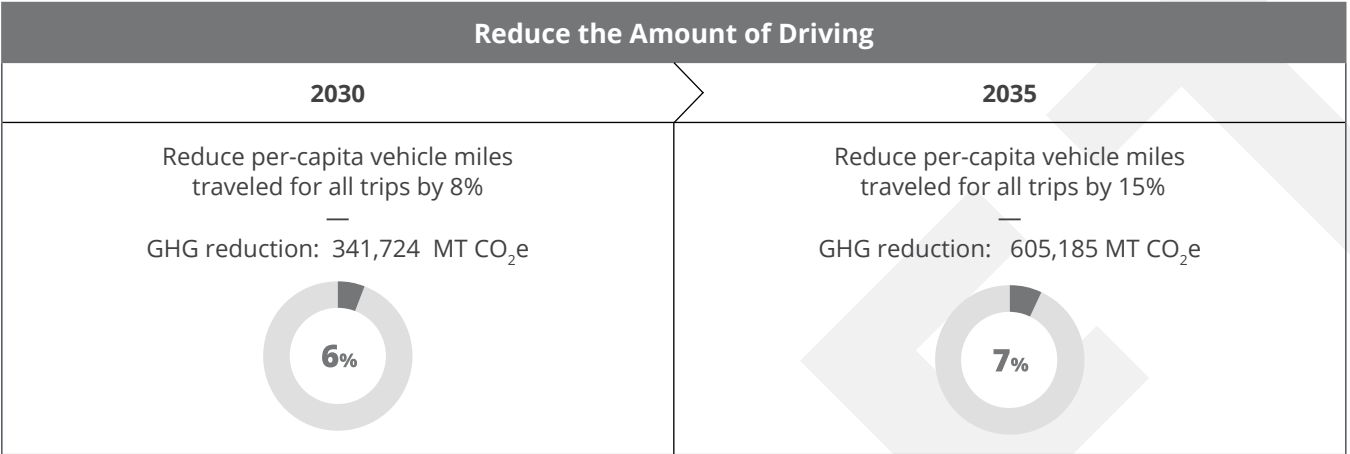 Reduce the Amount of Driving
2030
2035
Reduce per-capita vehicle miles
traveled for all trips by 8%
—
GHG reduction: 341,724 MT CO₂e
6%
Reduce per-capita vehicle miles
traveled for all trips by 15%
—
GHG reduction: 605,185 MT CO₂e
7%